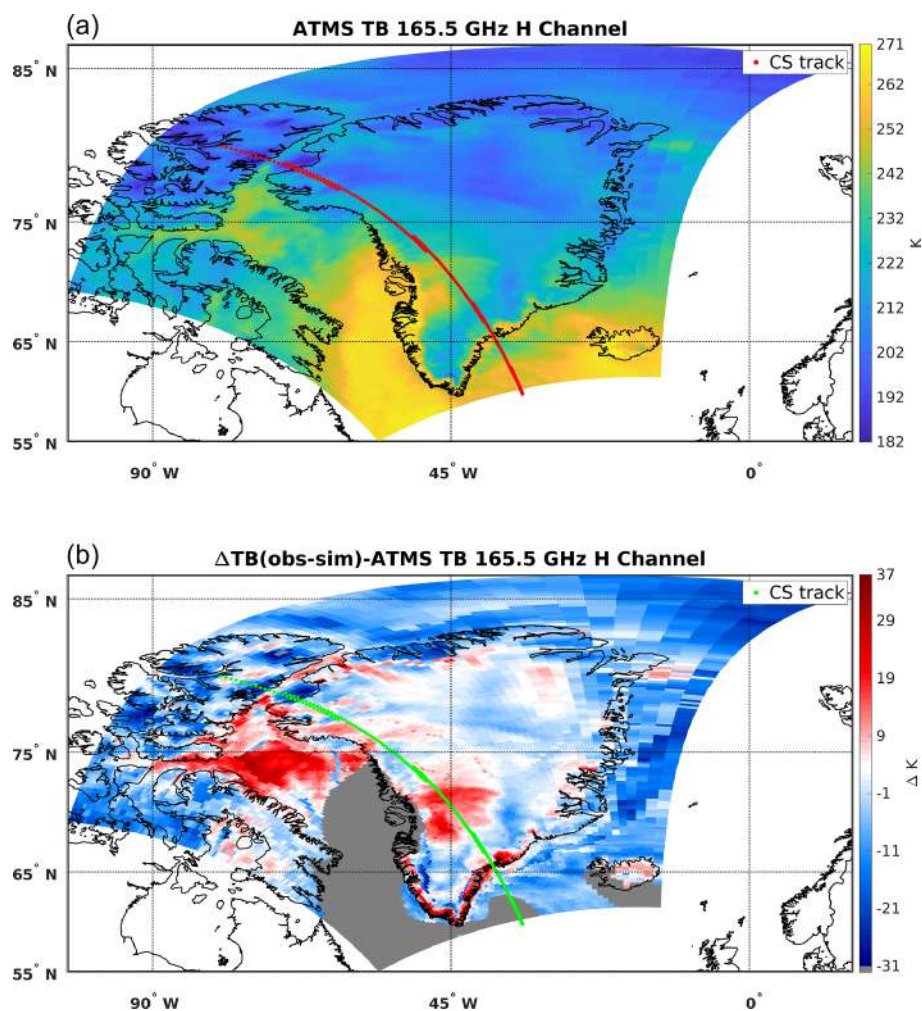 (a)
ATMS TB 165.5 GHz H Channel
CS track
85° N
75° N
65° N
55° N
90° W
45° W
0°
271
262
252
242
232
222
212
202
192
182
K
(b)
ΔTB(obs-sim)-ATMS TB 165.5 GHz H Channel
CS track
85° N
75° N
65° N
55° N
90° W
45° W
0°
37
29
19
9
-1
-11
-21
-31
Δ K